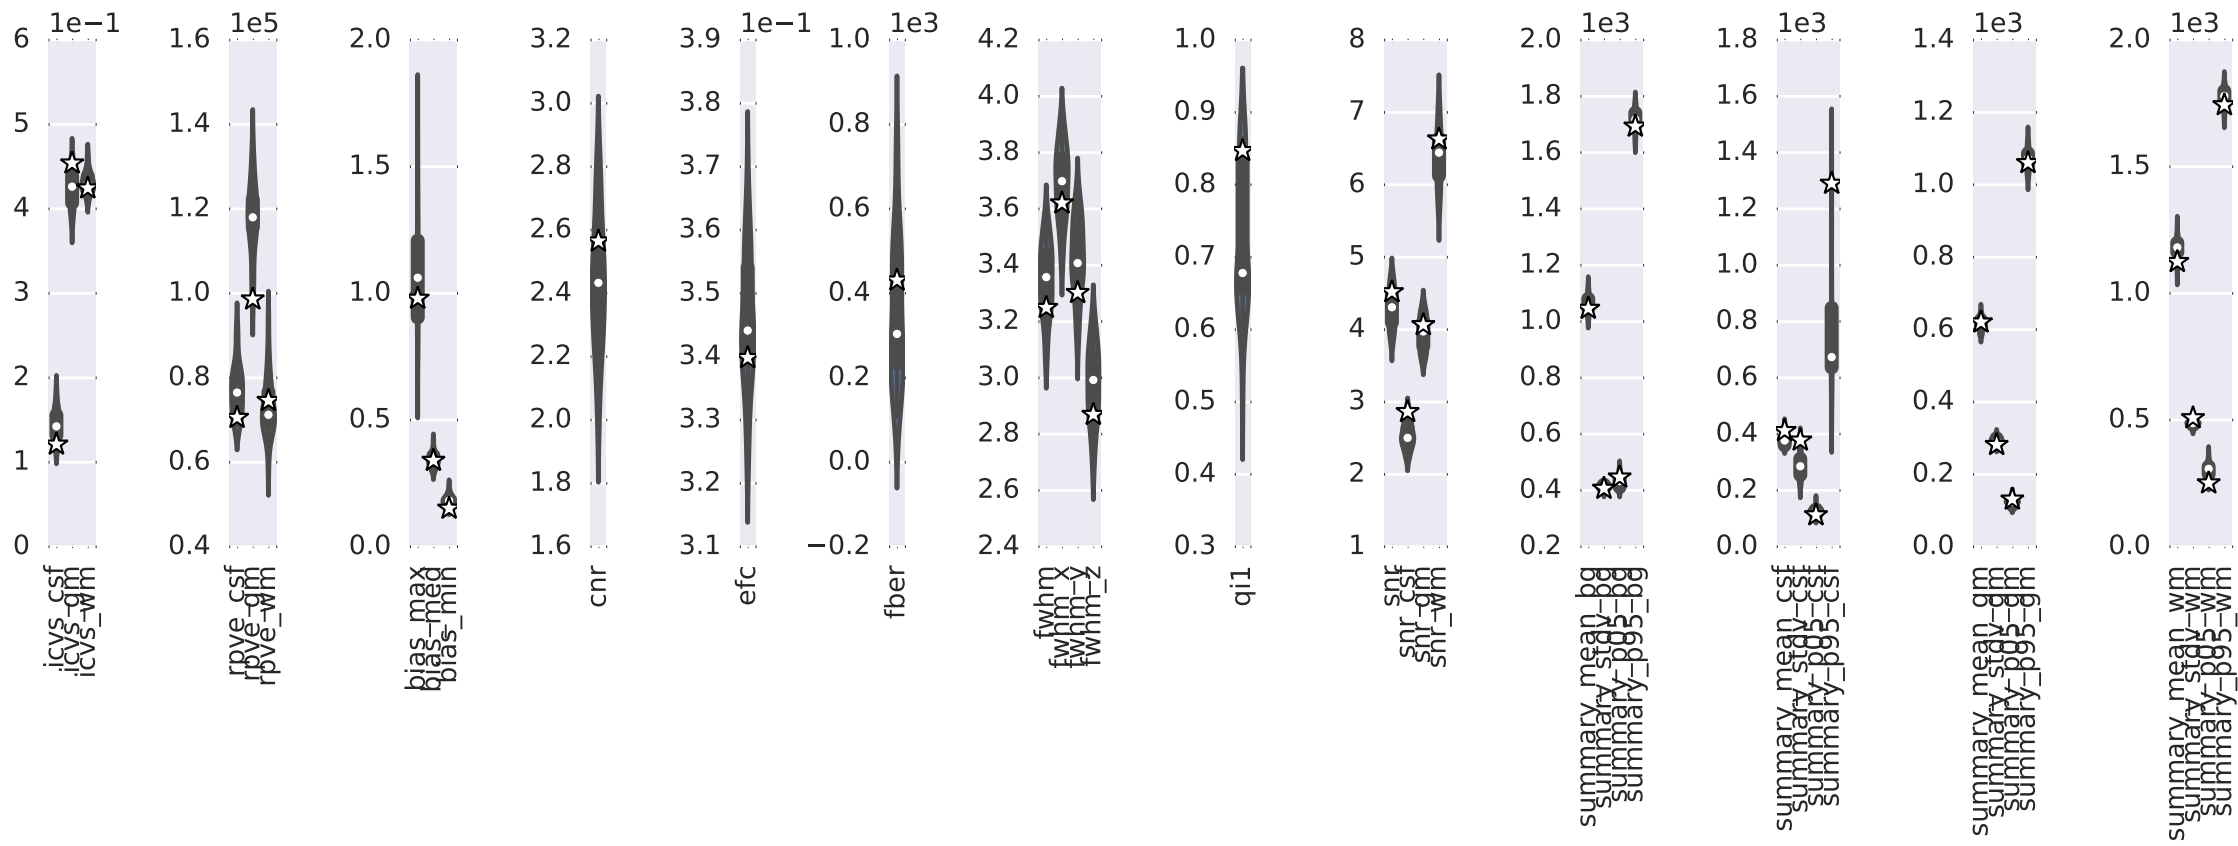 1e−1
6
5
4
3
2
1
0
icvs_csf
icvs_gm
icvs_wm
1e5
1.6
1.4
1.2
1.0
0.8
0.6
0.4
rpve_csf
rpve_gm
rpve_wm
2.0
1.5
1.0
0.5
0.0
bias_max
bias_med
bias_min
3.2
3.0
2.8
2.6
2.4
2.2
2.0
1.8
1.6
cnr
1e−1
3.9
3.8
3.7
3.6
3.5
3.4
3.3
3.2
3.1
efc
1e3
1.0
0.8
0.6
0.4
0.2
0.0
−0.2
fber
4.2
4.0
3.8
3.6
3.4
3.2
3.0
2.8
2.6
2.4
fwhm
fwhm_x
fwhm_y
fwhm_z
1.0
0.9
0.8
0.7
0.6
0.5
0.4
0.3
qi1
8
7
6
5
4
3
2
1
snr
snr_csf
snr_gm
snr_wm
1e3
2.0
1.8
1.6
1.4
1.2
1.0
0.8
0.6
0.4
0.2
summary_mean_bg
summary_stdv_bg
summary_p05_bg
summary_p95_bg
1e3
1.8
1.6
1.4
1.2
1.0
0.8
0.6
0.4
0.2
0.0
summary_mean_csf
summary_stdv_csf
summary_p05_csf
summary_p95_csf
1e3
1.4
1.2
1.0
0.8
0.6
0.4
0.2
0.0
summary_mean_gm
summary_stdv_gm
summary_p05_gm
summary_p95_gm
1e3
2.0
1.5
1.0
0.5
0.0
summary_mean_wm
summary_stdv_wm
summary_p05_wm
summary_p95_wm